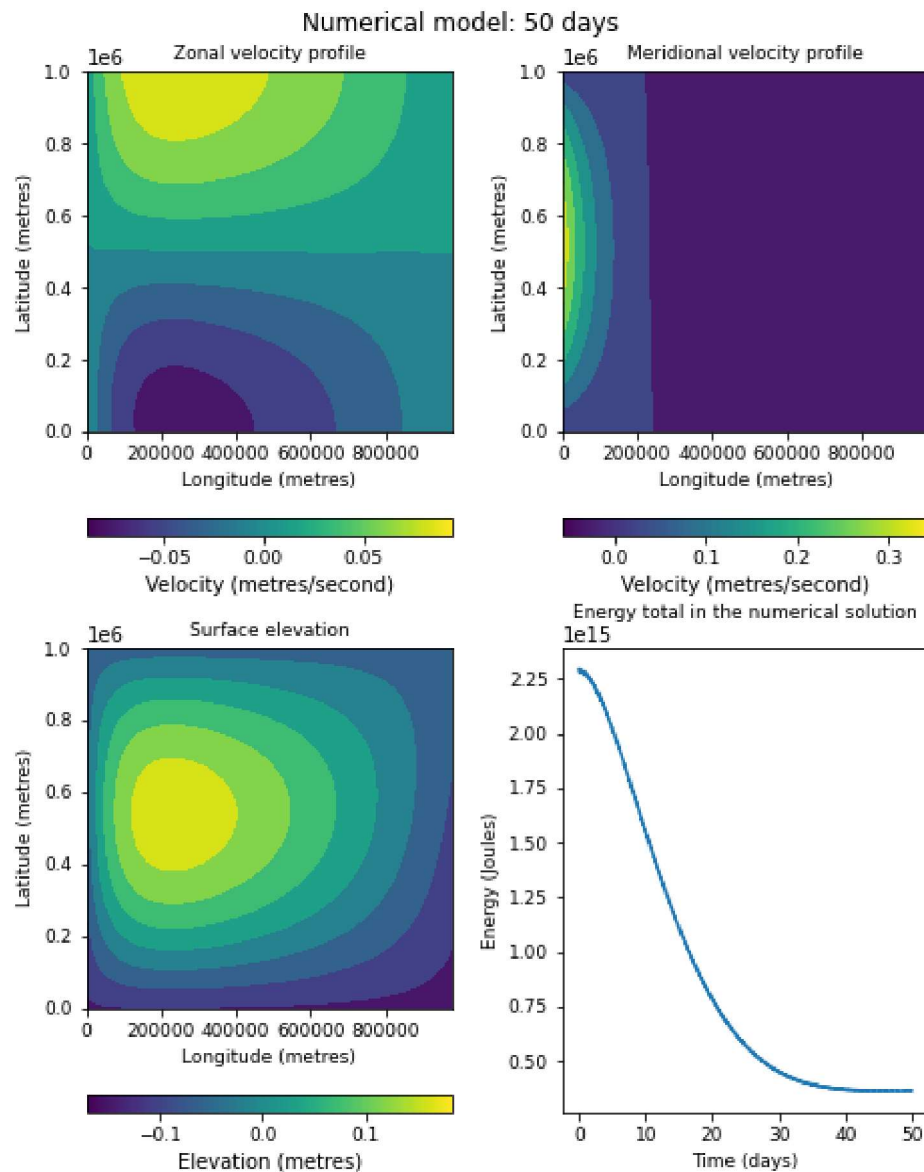 Numerical model: 50 days
Zonal velocity profile
1e6
1.0
0.8
0.6
0.4
0.2
0.0
Latitude (metres)
0 200000 400000 600000 800000
Longitude (metres)
−0.05 0.00 0.05
Velocity (metres/second)
Meridional velocity profile
1e6
1.0
0.8
0.6
0.4
0.2
0.0
Latitude (metres)
0 200000 400000 600000 800000
Longitude (metres)
0.0 0.1 0.2 0.3
Velocity (metres/second)
Surface elevation
1e6
1.0
0.8
0.6
0.4
0.2
0.0
Latitude (metres)
0 200000 400000 600000 800000
Longitude (metres)
−0.1 0.0 0.1
Elevation (metres)
Energy total in the numerical solution
1e15
2.25
2.00
1.75
1.50
1.25
1.00
0.75
0.50
Energy (Joules)
0 10 20 30 40 50
Time (days)